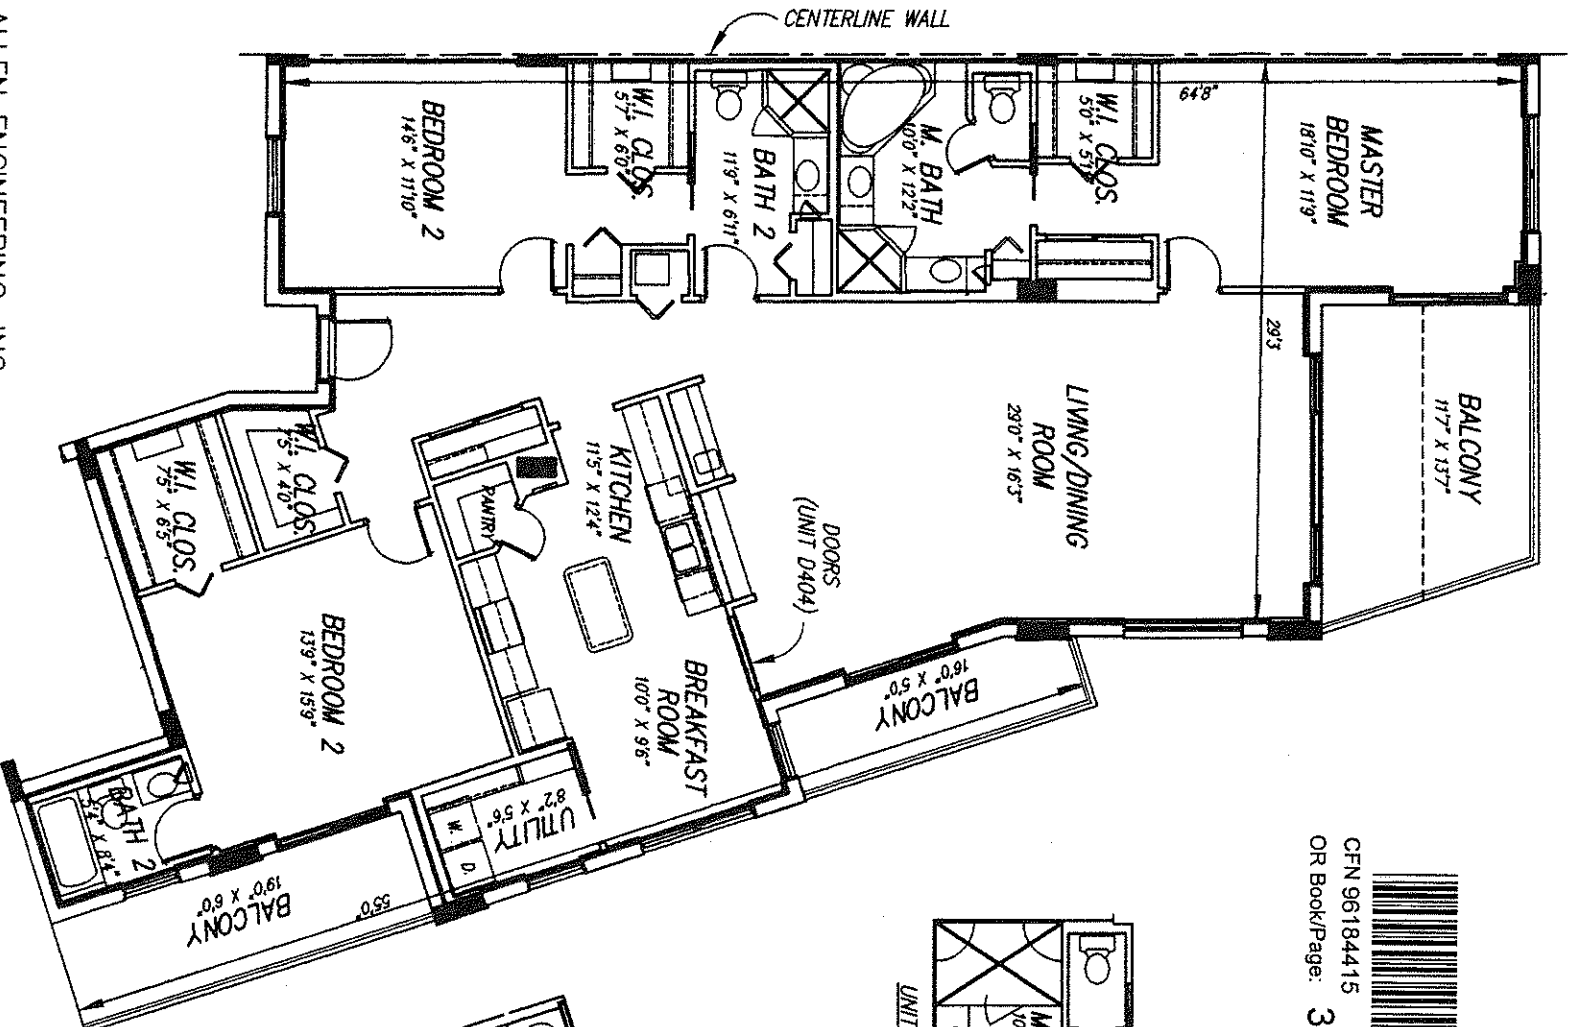 CENTERLINE WALL
64'8"
MASTER
BEDROOM
18'10" X 11'9"
W.I. CLOS.
M. BATH
10'0" X 12'2"
BATH 2
11'9" X 6'11"
W.I. CLOS.
5'7" X 6'0"
BEDROOM 2
14'6" X 11'10"
29'3
BALCONY
11'7" X 13'7"
LIVING/DINING
ROOM
29'0" X 16'3"
DOORS
(UNIT D404)
KITCHEN
11'5" X 12'4"
PANTRY
W.I. CLOS.
W.I. CLOS.
7'5" X 6'5"
BEDROOM 2
13'9" X 15'9"
BREAKFAST
ROOM
10'0" X 9'6"
BALCONY
16'0" X 5'0"
UTILITY
8'2" X 5'6"
W.
D.
BATH 2
BALCONY
19'0" X 6'0"
55'0"
CFN 96184415
OR Book/Page: 3
UNIT
ALLEN ENGINEERING, INC.